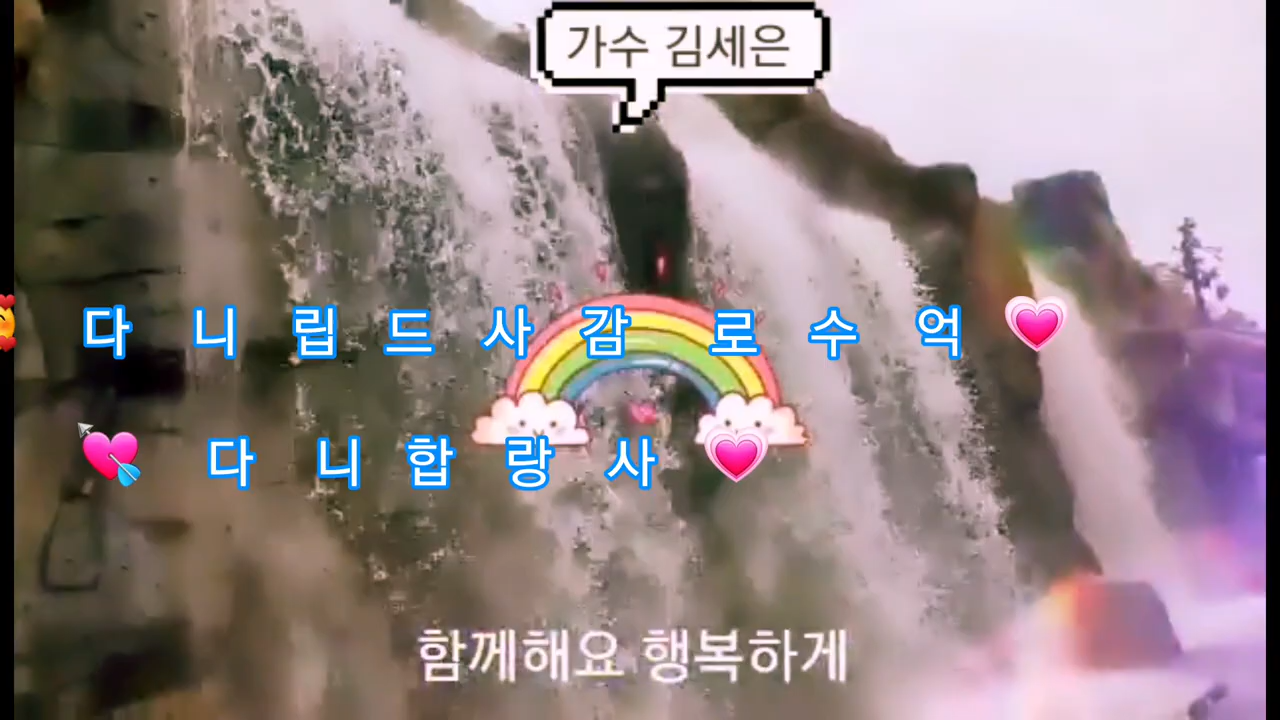 가수 김세은
다 니 립 드 사 감 로 수 억
다 니 합 랑 사
함께해요 행복하게